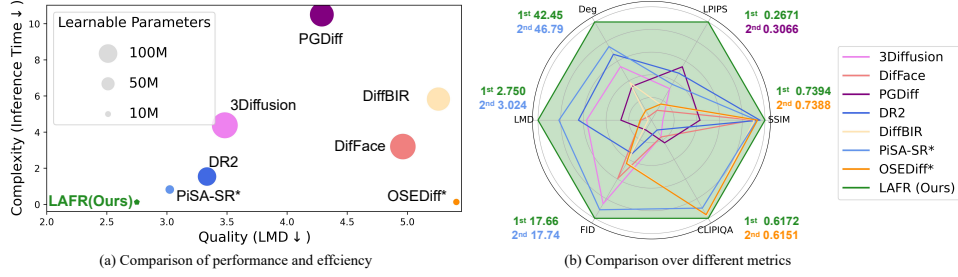 Complexity (Inference Time ↓)
10
8
6
4
2
0
Learnable Parameters
100M
50M
10M
PGDiff
DiffBIR
3Diffusion
DifFace
DR2
PiSA-SR*
OSEDiff*
LAFR(Ours)
2.0 2.5 3.0 3.5 4.0 4.5 5.0
Quality (LMD ↓)
(a) Comparison of performance and effciency
Deg
1st 42.45
2nd 46.79
LPIPS
1st 0.2671
2nd 0.3066
1st 2.750
2nd 3.024
LMD
1st 0.7394
2nd 0.7388
SSIM
1st 17.66
2nd 17.74
FID
1st 0.6172
2nd 0.6151
CLIPIQA
3Diffusion
DifFace
PGDiff
DR2
DiffBIR
PiSA-SR*
OSEDiff*
LAFR (Ours)
(b) Comparison over different metrics